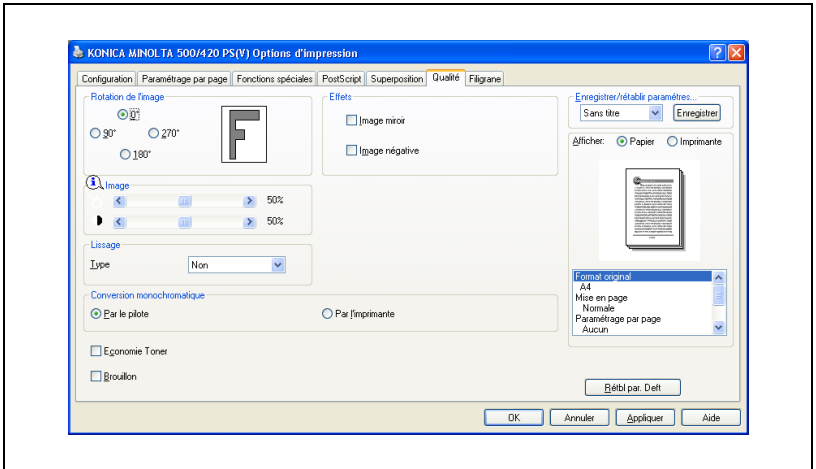 KONICA MINOLTA 500/420 PS(V) Options d'impression
Configuration
Paramétrage par page
Fonctions spéciales
PostScript
Superposition
Qualité
Filigrane
Rotation de l'image
0°
90°
270°
180°
F
Effets
Image miroir
Image négative
Image
50%
50%
Lissage
Type
Non
Conversion monochromatique
Par le pilote
Par l'imprimante
Economie Toner
Brouillon
Enregistrer/rétablir paramètres...
Sans titre
Enregistrer
Afficher:
Papier
Imprimante
Format original
A4
Mise en page
Normale
Paramétrage par page
Aucun
Rétbl par. Deft
OK
Annuler
Appliquer
Aide